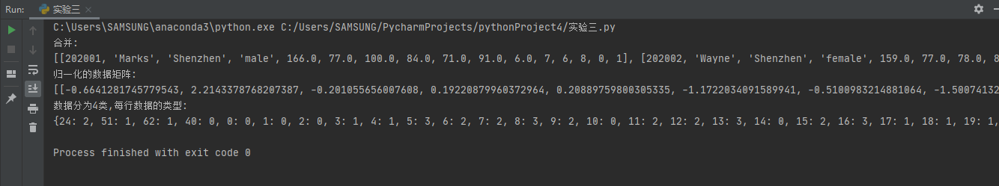 Run: 实验三 ×
C:\Users\SAMSUNG\anaconda3\python.exe C:/Users/SAMSUNG/PycharmProjects/pythonProject4/实验三.py
合并:
[[202001, 'Marks', 'Shenzhen', 'male', 166.0, 77.0, 100.0, 84.0, 71.0, 91.0, 6.0, 7, 6, 8, 0, 1], [202002, 'Wayne', 'Shenzhen', 'female', 159.0, 77.0, 78.0, 8
归一化的数据矩阵:
[[-0.6641281745779543, 2.2143378768207387, -0.201055656007608, 0.19220879960372964, 0.20889759800305335, -1.1722034091589941, -0.5100983214881064, -1.50074132
数据分为4类,每行数据的类型:
{24: 2, 51: 1, 62: 1, 40: 0, 0: 0, 1: 0, 2: 0, 3: 1, 4: 1, 5: 3, 6: 2, 7: 2, 8: 3, 9: 2, 10: 0, 11: 2, 12: 2, 13: 3, 14: 0, 15: 2, 16: 3, 17: 1, 18: 1, 19: 1,
Process finished with exit code 0